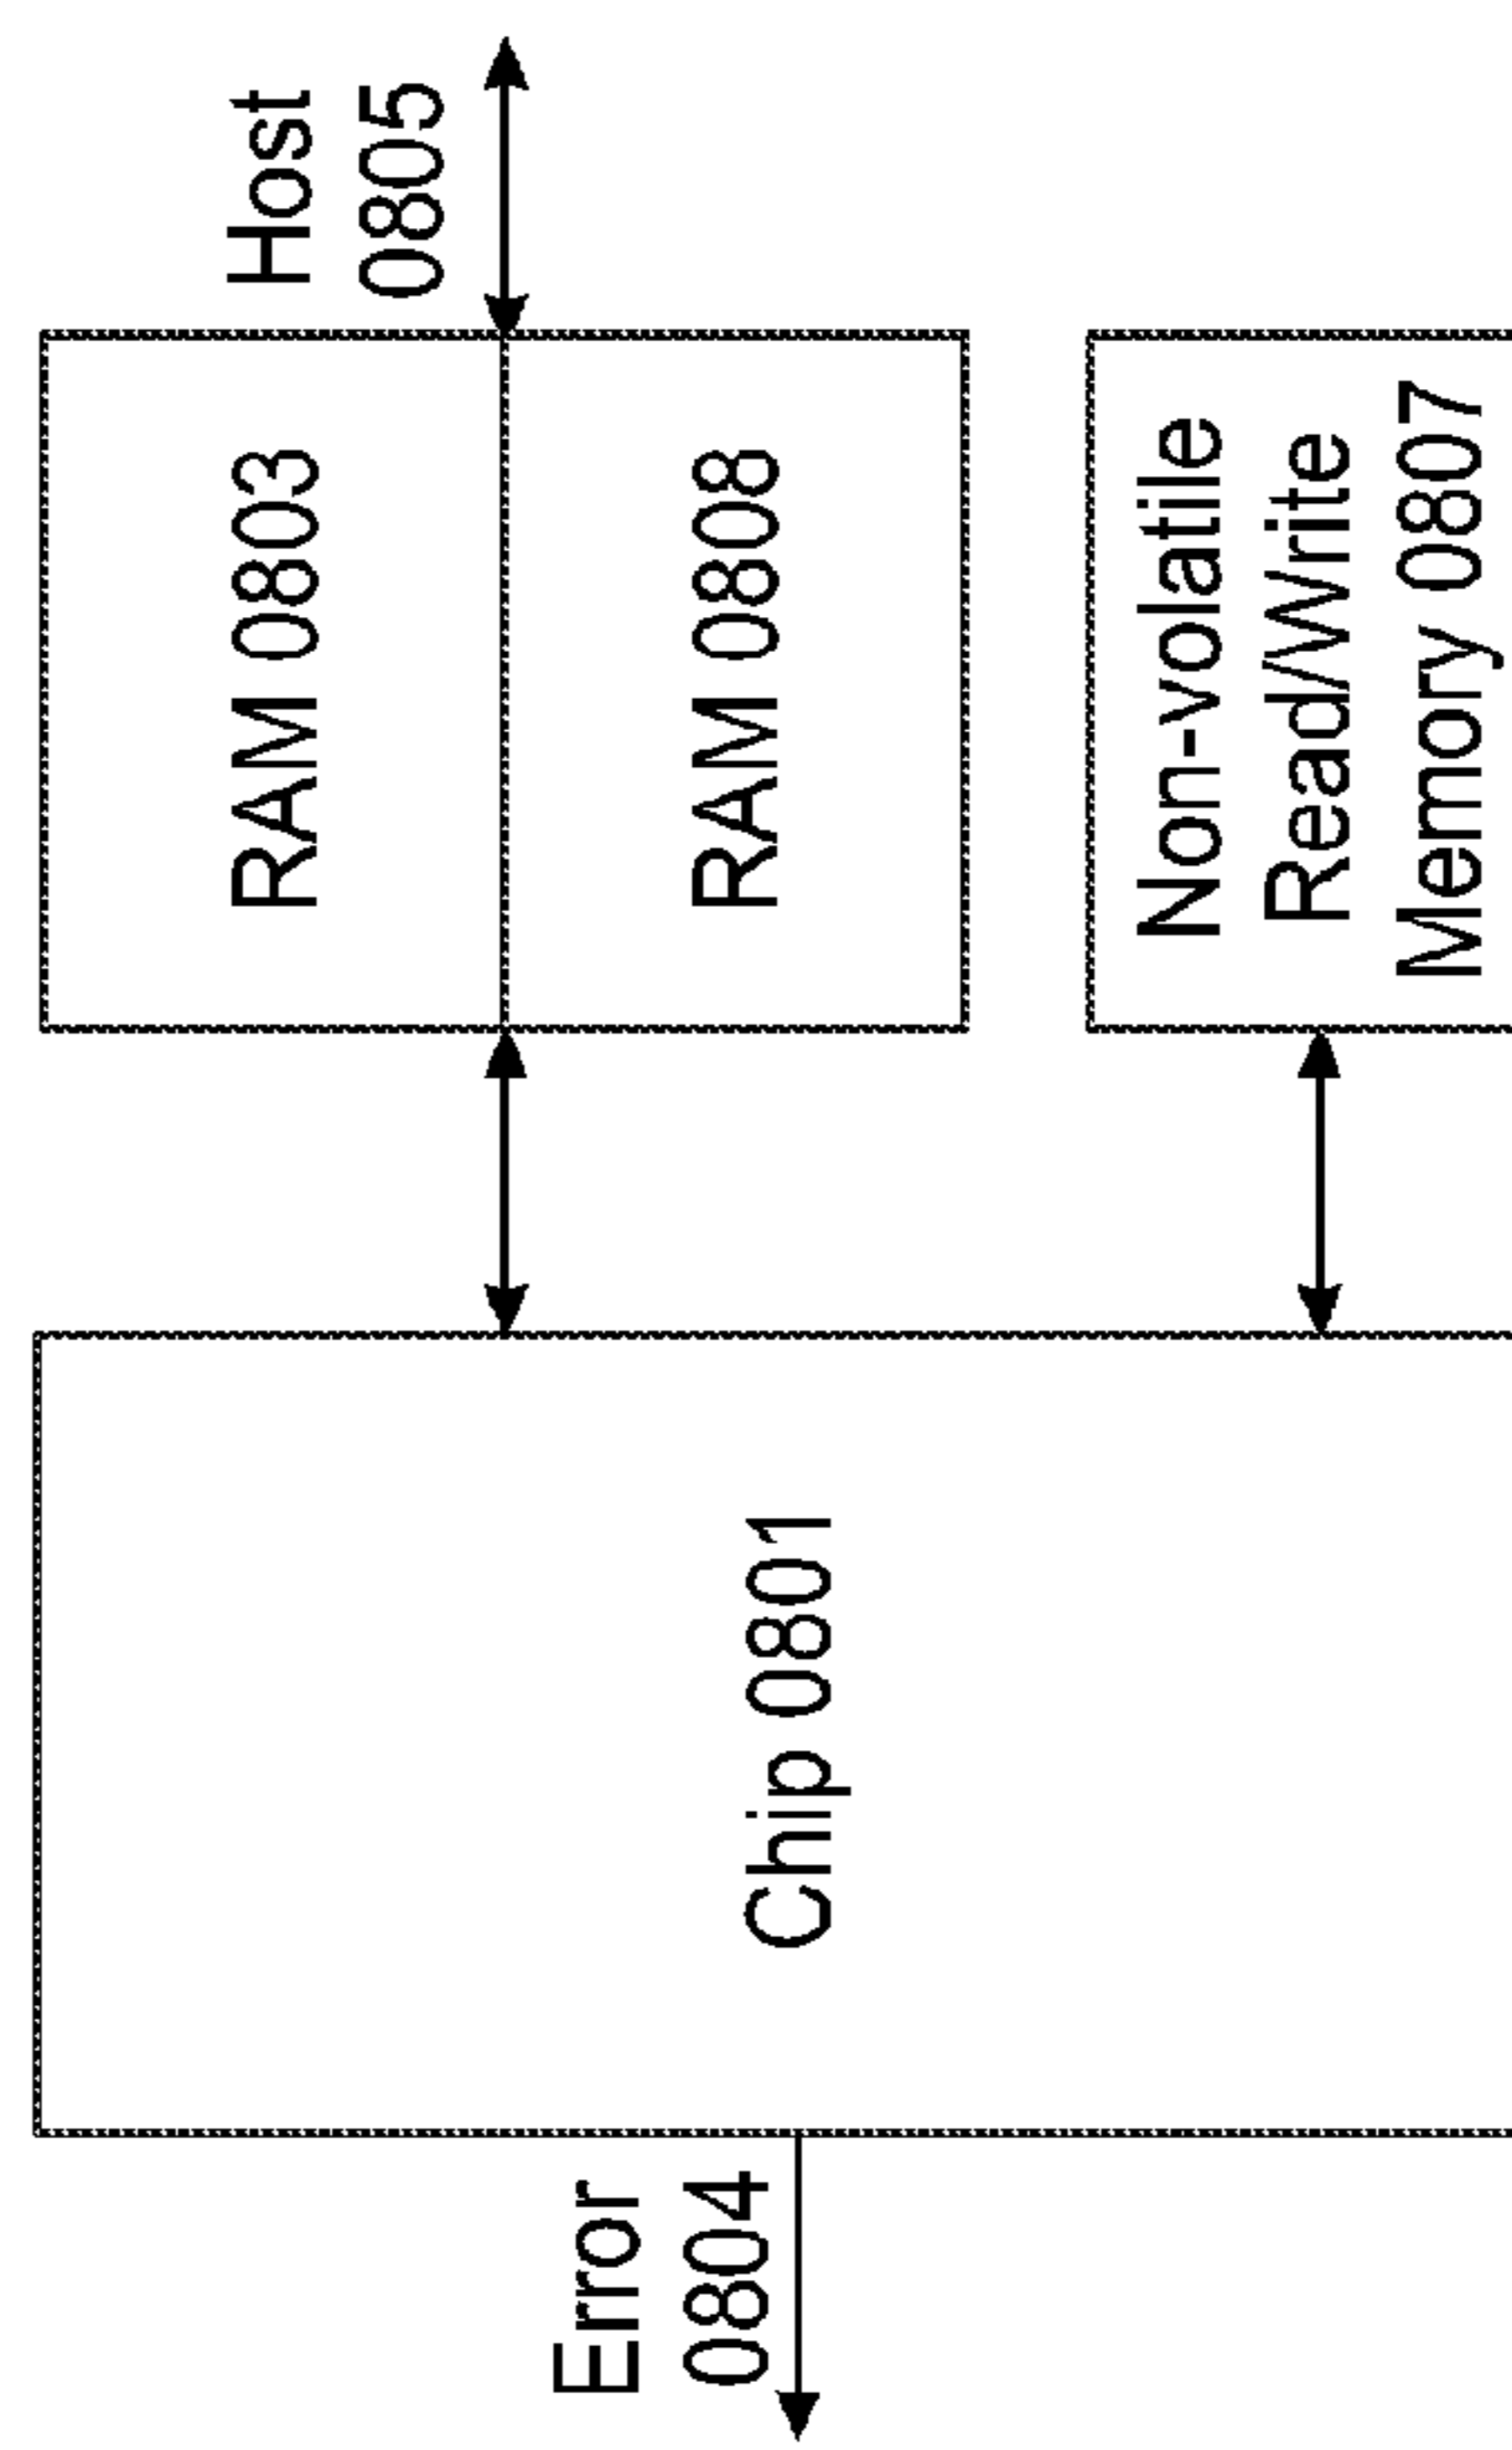 Error
0804
Chip 0801
RAM 0803
RAM 0808
Non-volatile
Read/Write
Memory 0807
Host
0805